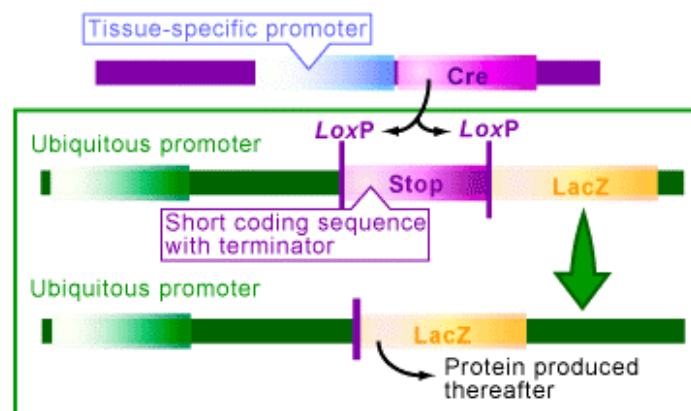 Tissue-specific promoter
Cre
LoxP LoxP
Ubiquitous promoter
Stop LacZ
Short coding sequence
with terminator
Ubiquitous promoter
LacZ
Protein produced
thereafter